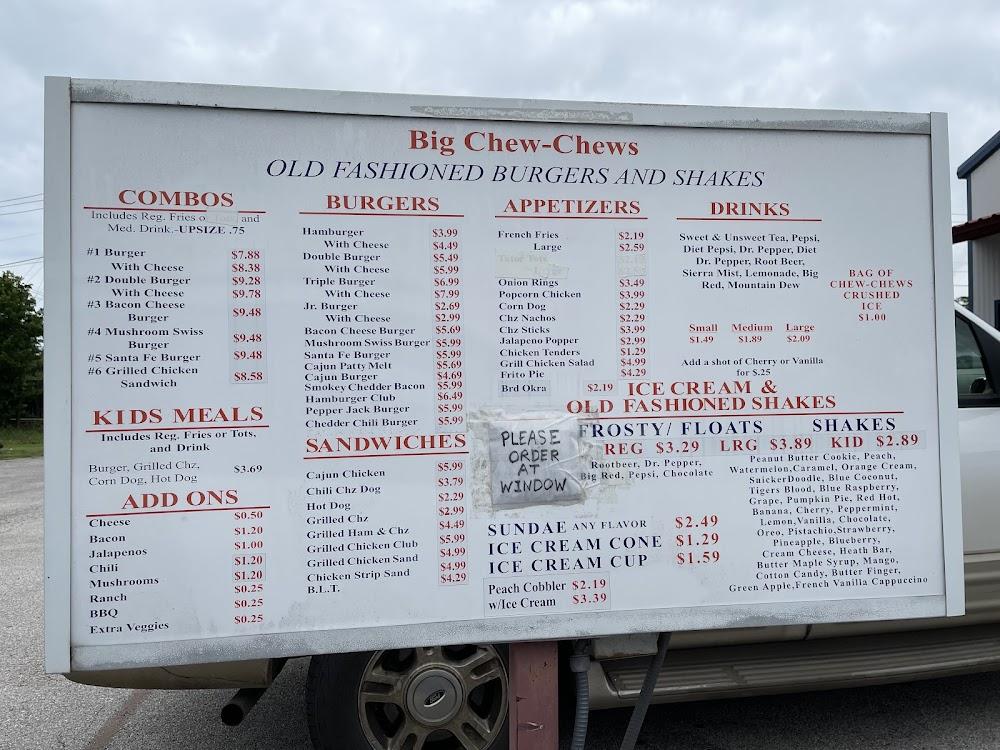 Big Chew-Chews
OLD FASHIONED BURGERS AND SHAKES
COMBOS
Includes Reg. Fries o and
Med. Drink.-UPSIZE .75
#1 Burger $7.88
With Cheese $8.38
#2 Double Burger $9.28
With Cheese $9.78
#3 Bacon Cheese
Burger $9.48
#4 Mushroom Swiss
Burger $9.48
#5 Santa Fe Burger $9.48
#6 Grilled Chicken
Sandwich $8.58
KIDS MEALS
Includes Reg. Fries or Tots,
and Drink
Burger, Grilled Chz, $3.69
Corn Dog, Hot Dog
ADD ONS
Cheese $0.50
Bacon $1.20
Jalapenos $1.00
Chili $1.20
Mushrooms $1.20
Ranch $0.25
BBQ $0.25
Extra Veggies $0.25
BURGERS
Hamburger $3.99
With Cheese $4.49
Double Burger $5.49
With Cheese $5.99
Triple Burger $6.99
With Cheese $7.99
Jr. Burger $2.69
With Cheese $2.99
Bacon Cheese Burger $5.69
Mushroom Swiss Burger $5.99
Santa Fe Burger $5.99
Cajun Patty Melt $5.69
Cajun Burger $4.69
Smokey Chedder Bacon $5.99
Hamburger Club $6.49
Pepper Jack Burger $5.99
Chedder Chili Burger $5.99
SANDWICHES
Cajun Chicken $5.99
Chili Chz Dog $3.79
Hot Dog $2.29
Grilled Chz $2.99
Grilled Ham & Chz $4.49
Grilled Chicken Club $5.99
Grilled Chicken Sand $4.99
Chicken Strip Sand $4.99
B.L.T. $4.29
APPETIZERS
French Fries $2.19
Large $2.59
Tator Tots
Onion Rings $3.49
Popcorn Chicken $3.99
Corn Dog $2.29
Chz Nachos $2.29
Chz Sticks $3.99
Jalapeno Popper $2.99
Chicken Tenders $1.29
Grill Chicken Salad $4.99
Frito Pie $4.29
Brd Okra $2.19
DRINKS
Sweet & Unsweet Tea, Pepsi,
Diet Pepsi, Dr. Pepper, Diet
Dr. Pepper, Root Beer,
Sierra Mist, Lemonade, Big
Red, Mountain Dew
Small Medium Large
$1.49 $1.89 $2.09
Add a shot of Cherry or Vanilla
for $.25
BAG OF
CHEW-CHEWS
CRUSHED
ICE
$1.00
ICE CREAM &
OLD FASHIONED SHAKES
PLEASE
ORDER
AT
WINDOW
FROSTY/ FLOATS SHAKES
REG $3.29 LRG $3.89 KID $2.89
Rootbeer, Dr. Pepper,
Big Red, Pepsi, Chocolate
Peanut Butter Cookie, Peach,
Watermelon,Caramel, Orange Cream,
SnickerDoodle, Blue Coconut,
Tigers Blood, Blue Raspberry,
Grape, Pumpkin Pie, Red Hot,
Banana, Cherry, Peppermint,
Lemon,Vanilla, Chocolate,
Oreo, Pistachio,Strawberry,
Pineapple, Blueberry,
Cream Cheese, Heath Bar,
Butter Maple Syrup, Mango,
Cotton Candy, Butter Finger,
Green Apple,French Vanilla Cappuccino
SUNDAE ANY FLAVOR $2.49
ICE CREAM CONE $1.29
ICE CREAM CUP $1.59
Peach Cobbler $2.19
w/Ice Cream $3.39
Ford